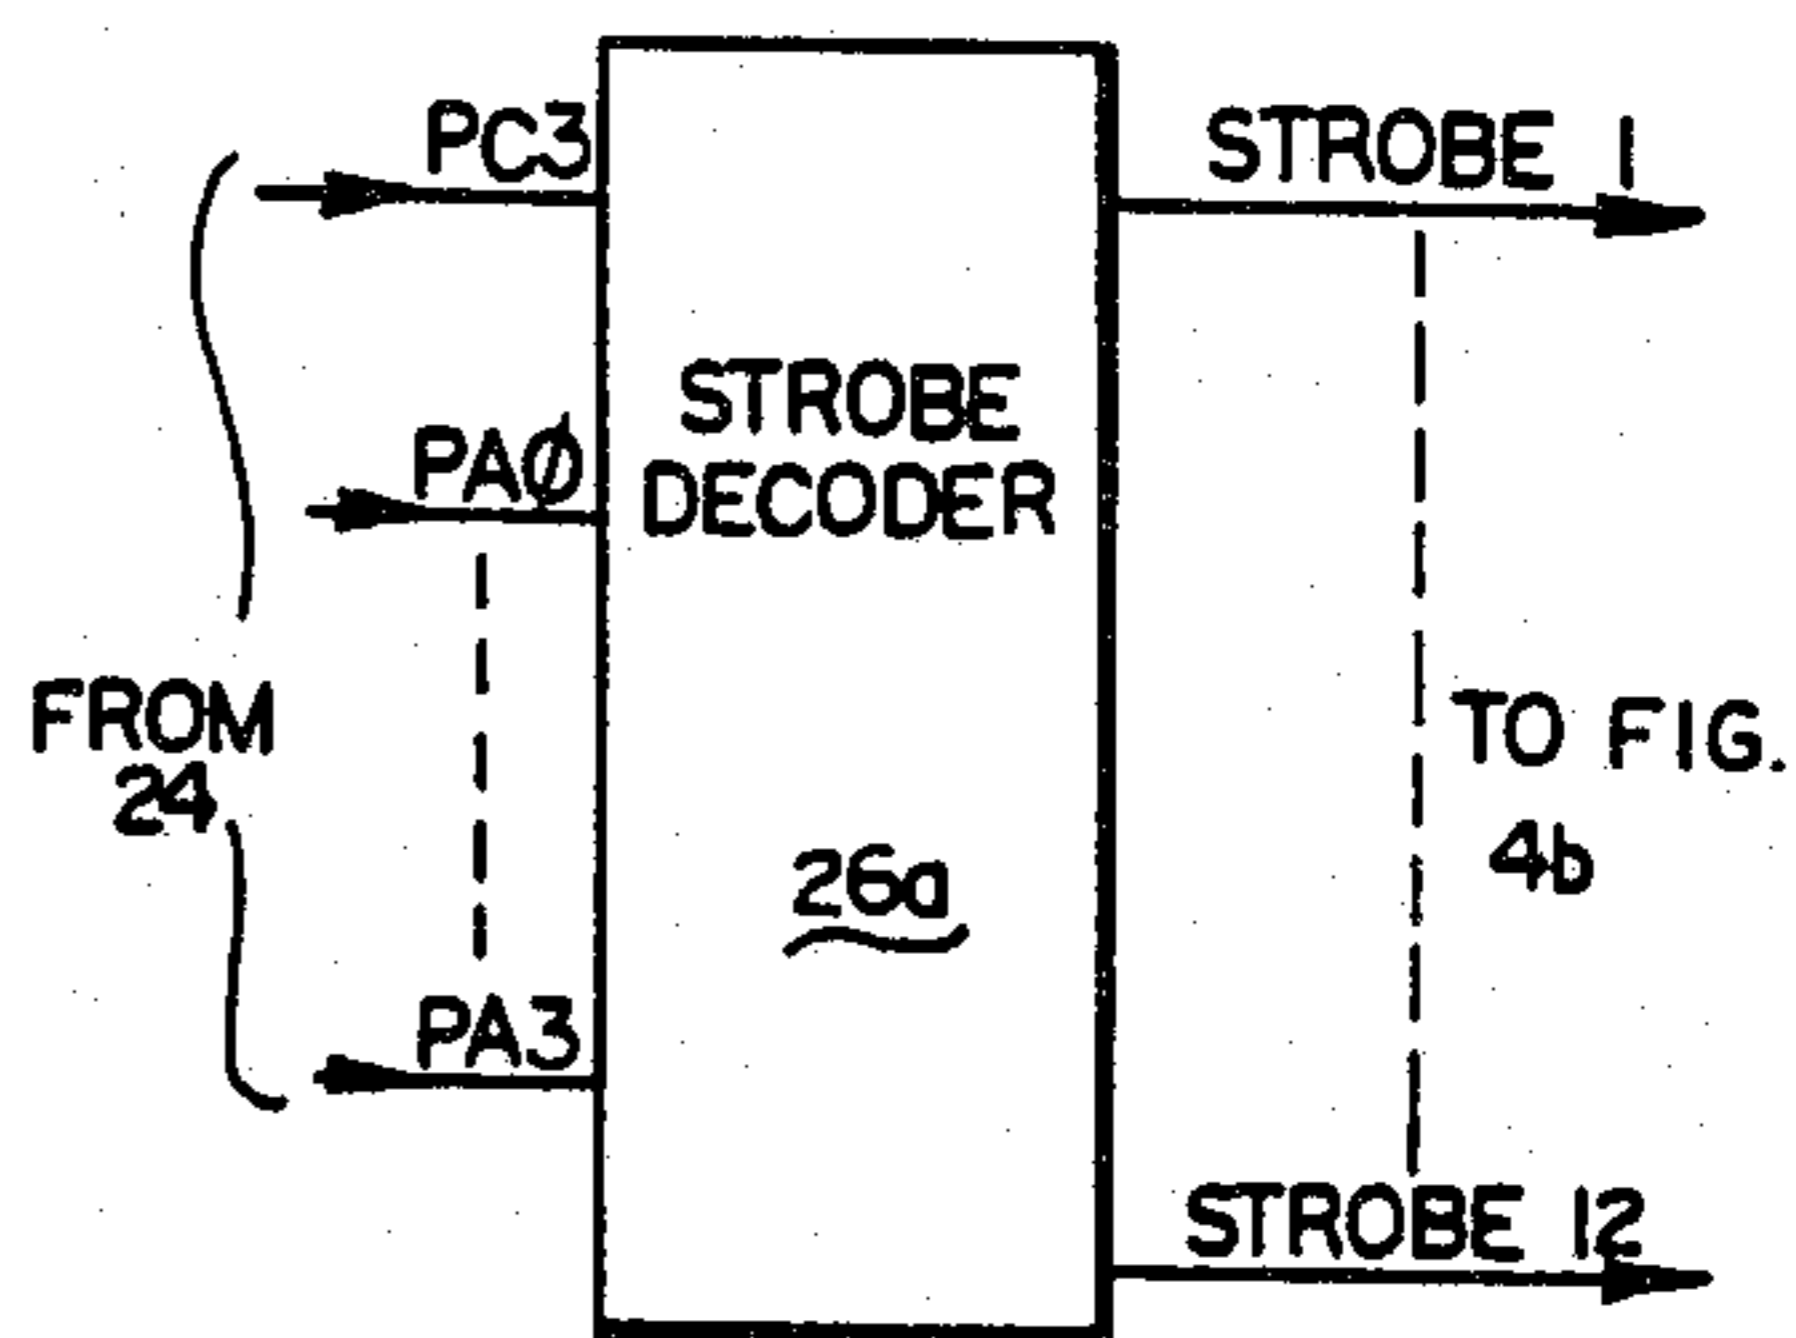 PC3
STROBE 1
PAØ
STROBE
DECODER
FROM
24
TO FIG.
4b
26a
PA3
STROBE 12